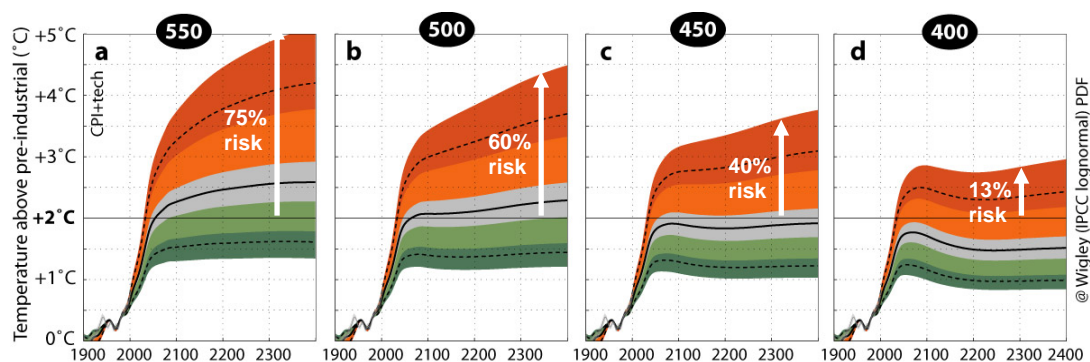 550
500
450
400
Temperature above pre-industrial (°C)
+5°C
+4°C
+3°C
+2°C
+1°C
0°C
CPI+tech
a
75%
risk
b
60%
risk
c
40%
risk
d
13%
risk
1900 2000 2100 2200 2300
1900 2000 2100 2200 2300
1900 2000 2100 2200 2300
1900 2000 2100 2200 2300 2400
@ Wigley (IPCC lognormal) PDF